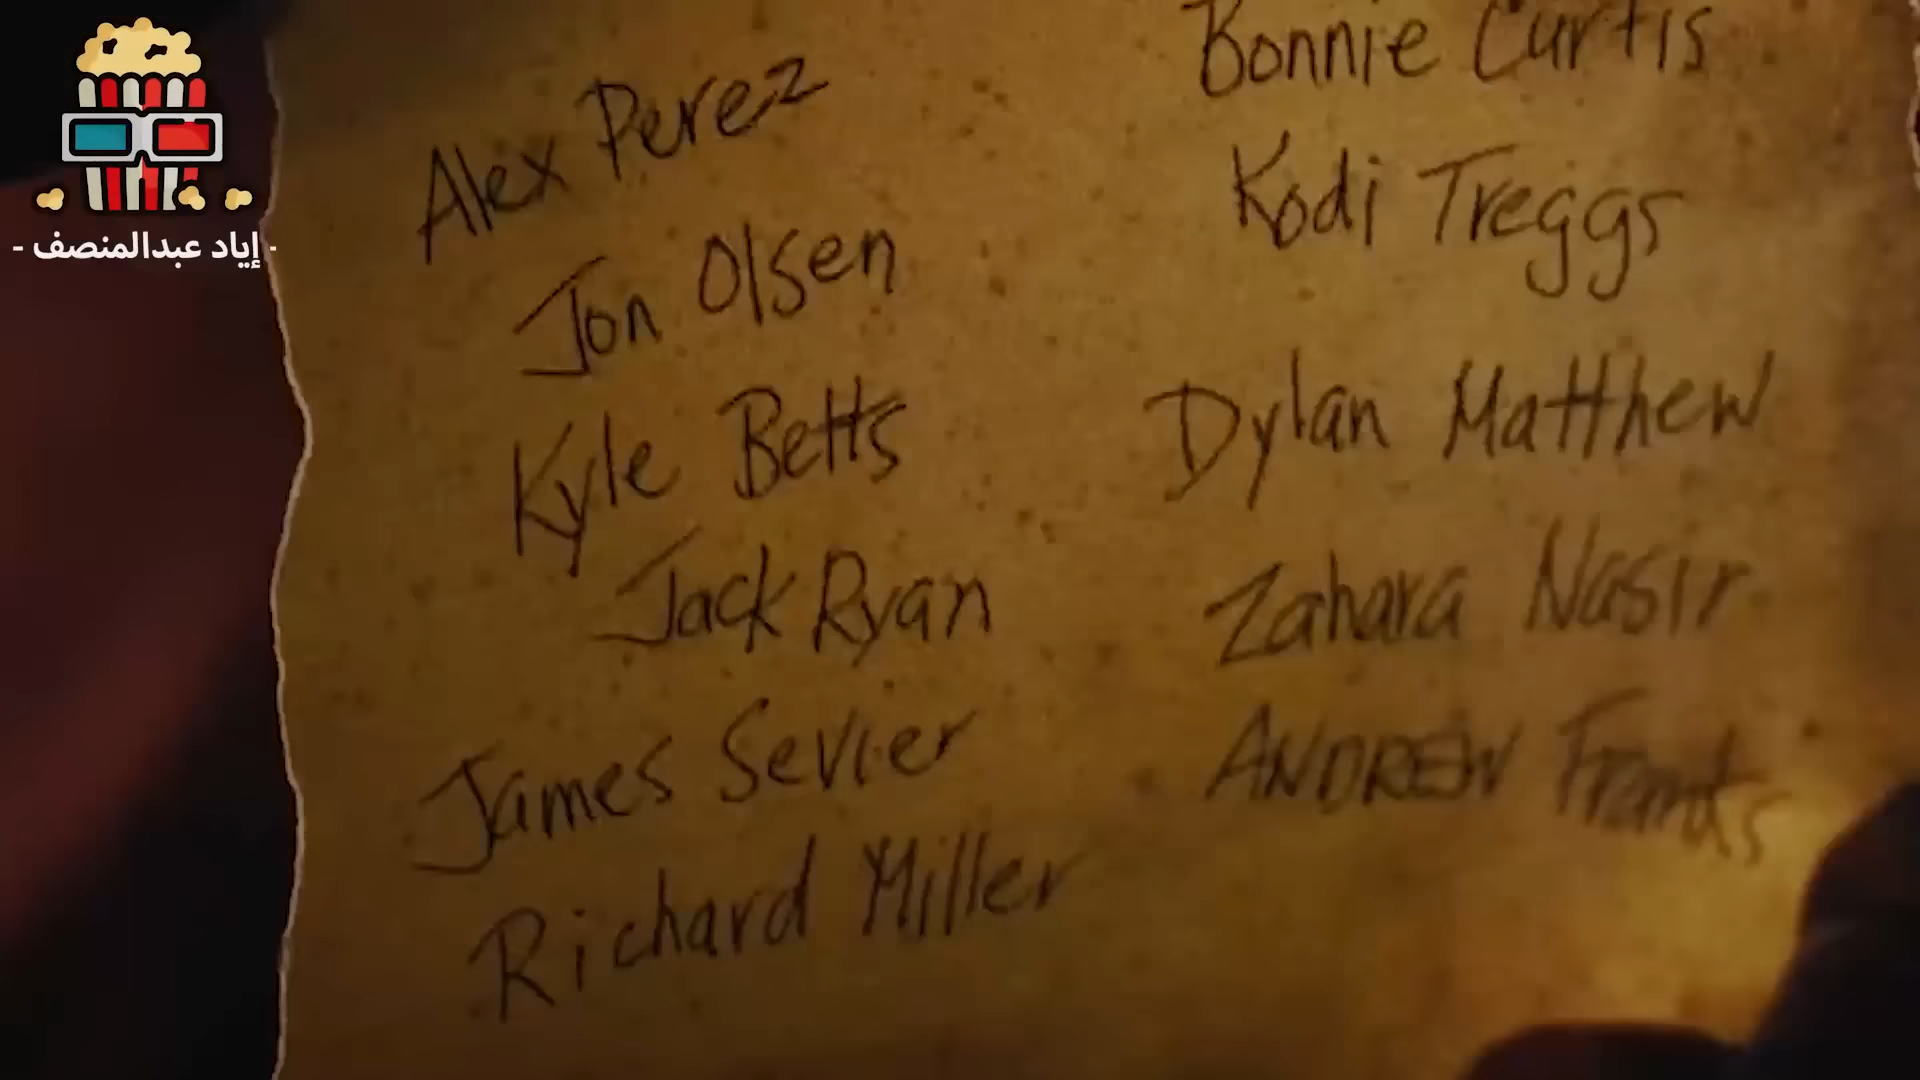 - إياد عبدالمنصف -
Alex Perez
Jon Olsen
Kyle Betts
Jack Ryan
James Sevier
Richard Miller
Bonnie Curtis
Kodi Treggs
Dylan Matthew
Zahara Nasir
ANDREW